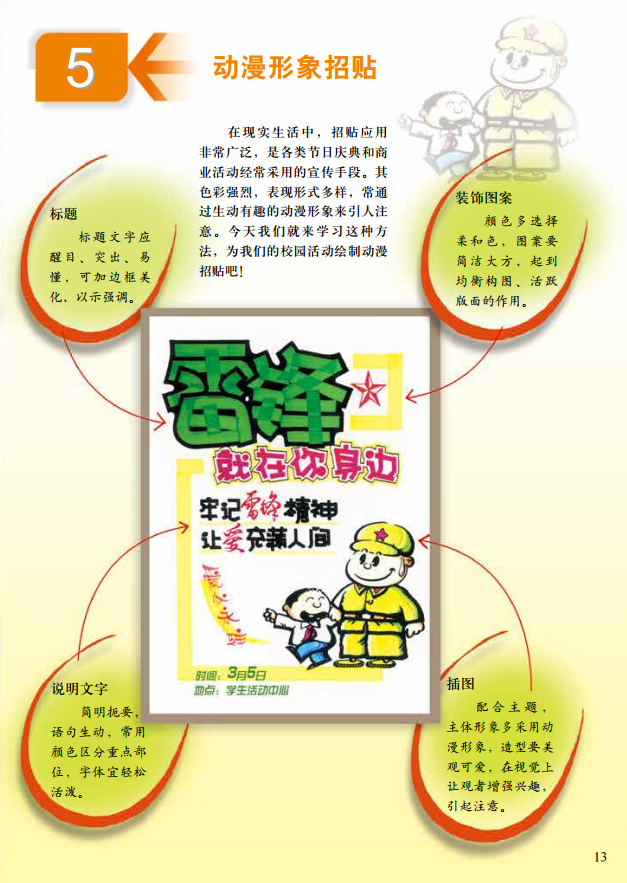 5
动漫形象招贴
在现实生活中，招贴应用
非常广泛，是各类节日庆典和商
业活动经常采用的宣传手段。其
色彩强烈，表现形式多样，常通
过生动有趣的动漫形象来引人注
意。今天我们就来学习这种方
法，为我们的校园活动绘制动漫
招贴吧！
标题
标题文字应
醒目、突出、易
懂，可加边框美
化，以示强调。
装饰图案
颜色多选择
柔和色，图案要
简洁大方，起到
均衡构图、活跃
版面的作用。
雷锋
就在你身边
牢记雷锋精神
让爱充满人间
时间：3月5日
地点：学生活动中心
说明文字
简明扼要，
语句生动，常用
颜色区分重点部
位，字体宜轻松
活泼。
插图
配合主题，
主体形象多采用动
漫形象，造型要美
观可爱，在视觉上
让观者增强兴趣，
引起注意。
13